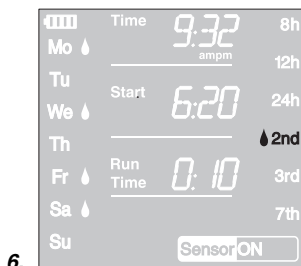 Time 9:32 8h
Mo ampm
12h
Tu
Start 6:20 24h
We
Th 2nd
Run Time 0:10
Fr 3rd
Sa 7th
Su Sensor ON
6.